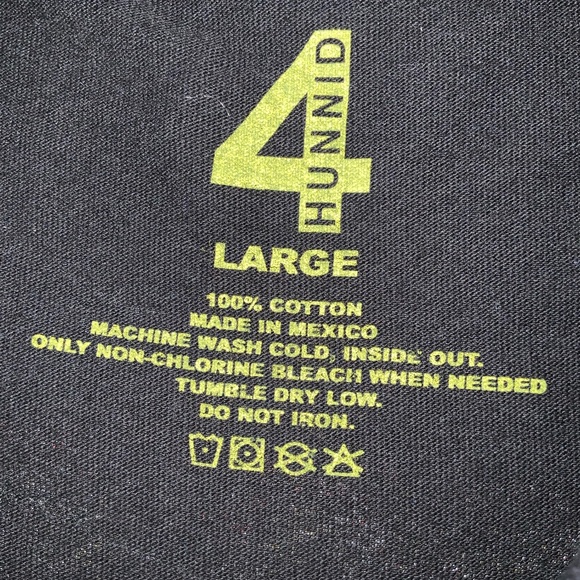 4 HUNNID
LARGE
100% COTTON
MADE IN MEXICO
MACHINE WASH COLD, INSIDE OUT.
ONLY NON-CHLORINE BLEACH WHEN NEEDED
TUMBLE DRY LOW.
DO NOT IRON.